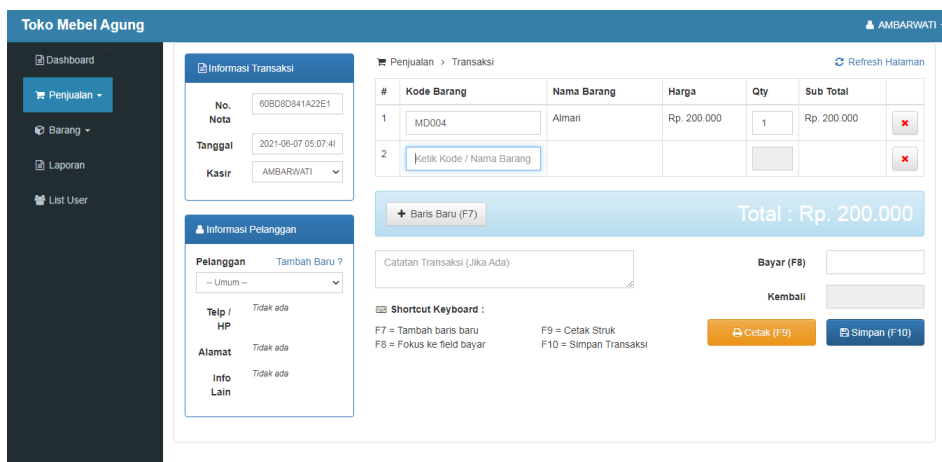 Toko Mebel Agung
AMBARWATI
Dashboard
Penjualan
Barang
Laporan
List User
Informasi Transaksi
No. Nota 60BD8D841A22E1
Tanggal 2021-06-07 05:07:4
Kasir AMBARWATI
Informasi Pelanggan
Pelanggan Tambah Baru ?
-- Umum --
Telp / HP Tidak ada
Alamat Tidak ada
Info Lain Tidak ada
Penjualan > Transaksi Refresh Halaman
# Kode Barang Nama Barang Harga Qty Sub Total
1 MD004 Almari Rp. 200.000 1 Rp. 200.000
2 Ketik Kode / Nama Barang
+ Baris Baru (F7) Total : Rp. 200.000
Catatan Transaksi (Jika Ada)
Bayar (F8)
Kembali
Shortcut Keyboard :
F7 = Tambah baris baru F9 = Cetak Struk
F8 = Fokus ke field bayar F10 = Simpan Transaksi
Cetak (F9) Simpan (F10)